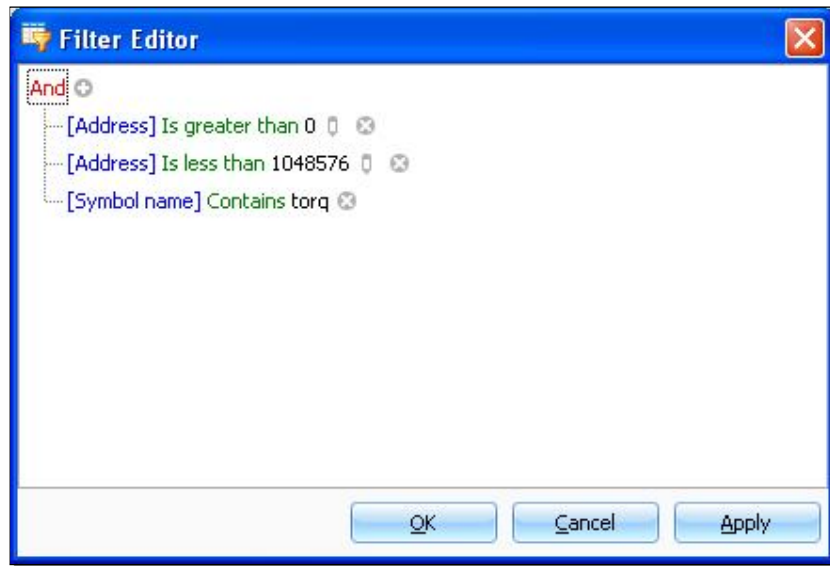 Filter Editor
And
[Address] Is greater than 0
[Address] Is less than 1048576
[Symbol name] Contains torq
OK Cancel Apply